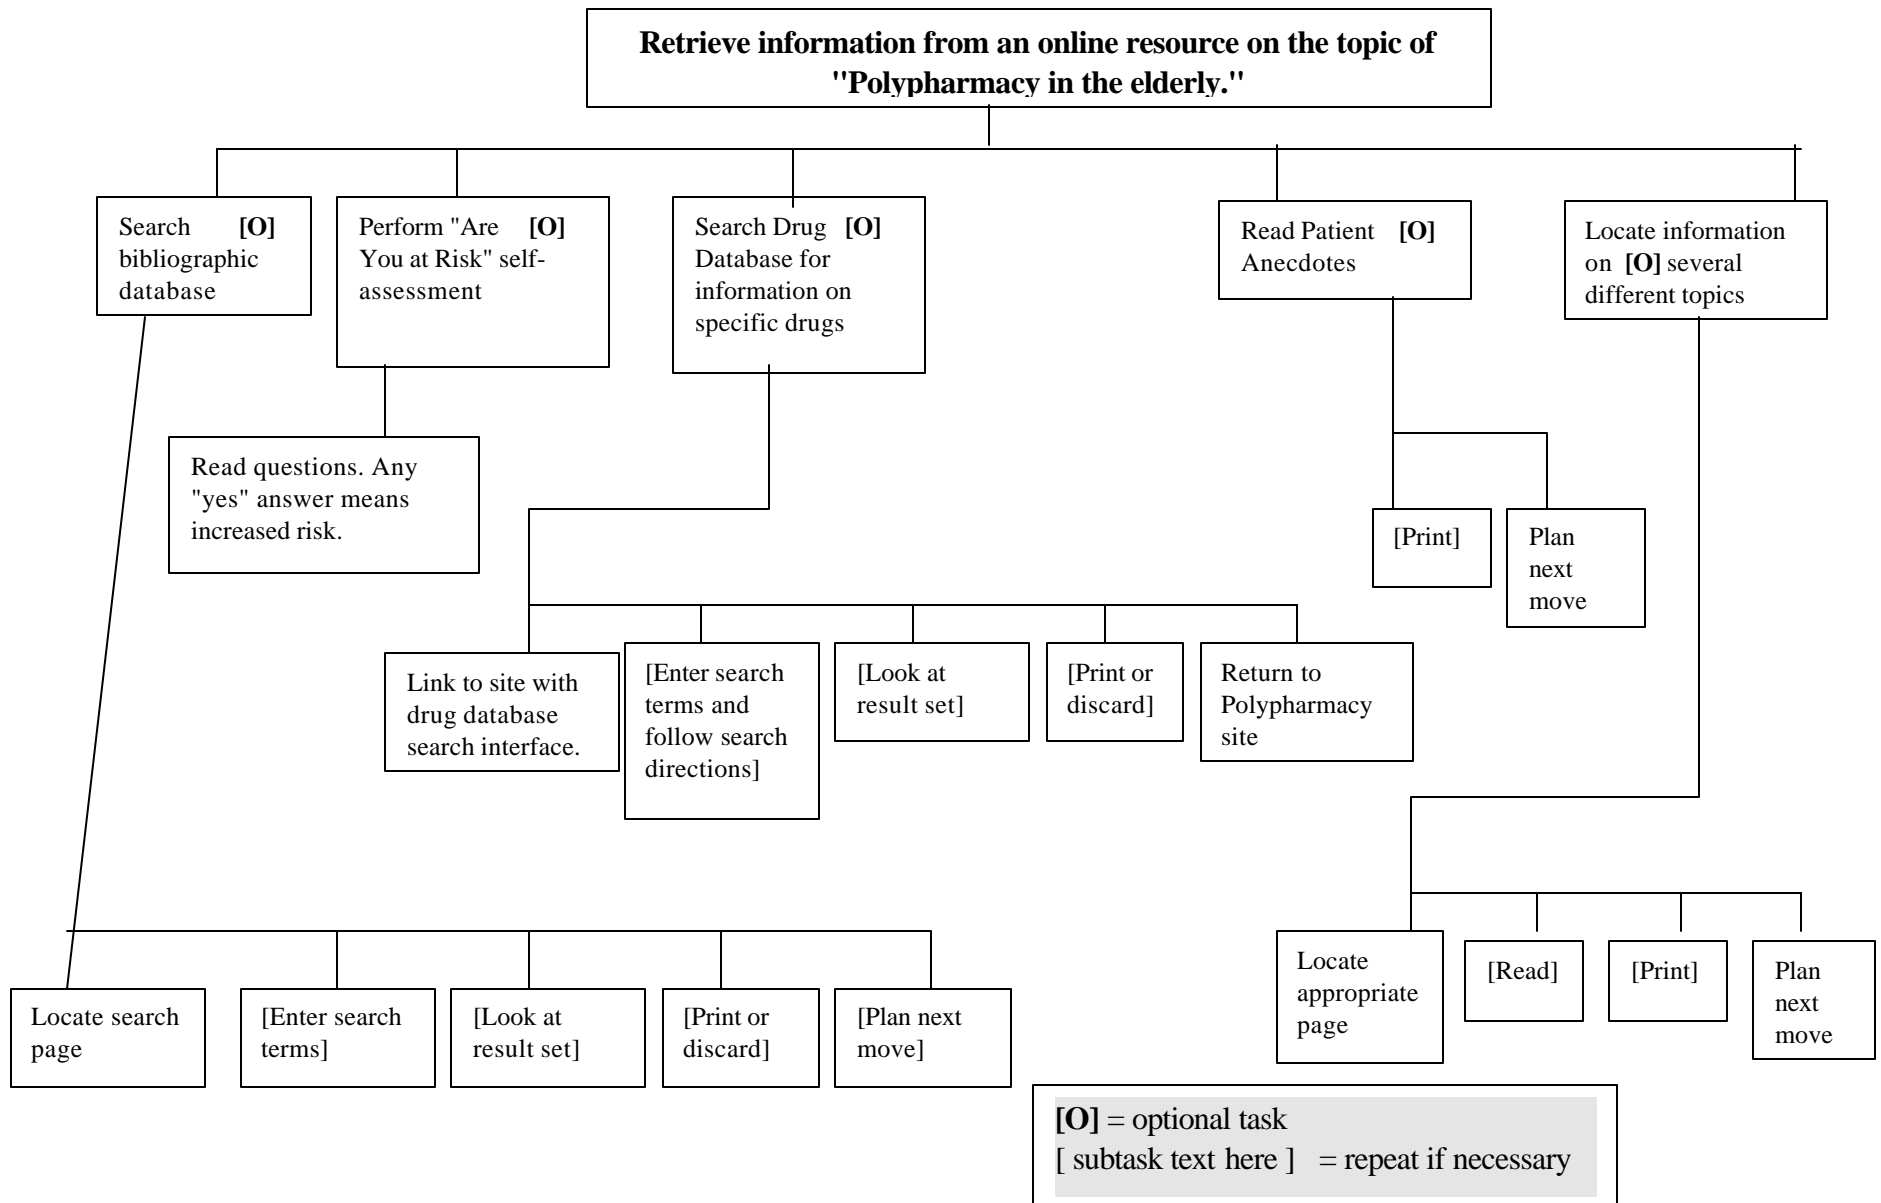 Retrieve information from an online resource on the topic of
"Polypharmacy in the elderly."
Search [O]
bibliographic
database
Perform "Are [O]
You at Risk" self-
assessment
Search Drug [O]
Database for
information on
specific drugs
Read Patient [O]
Anecdotes
Locate information
on [O] several
different topics
Read questions. Any
"yes" answer means
increased risk.
[Print]
Plan
next
move
Link to site with
drug database
search interface.
[Enter search
terms and
follow search
directions]
[Look at
result set]
[Print or
discard]
Return to
Polypharmacy
site
Locate
appropriate
page
[Read]
[Print]
Plan
next
move
Locate search
page
[Enter search
terms]
[Look at
result set]
[Print or
discard]
[Plan next
move]
[O] = optional task
[ subtask text here ] = repeat if necessary